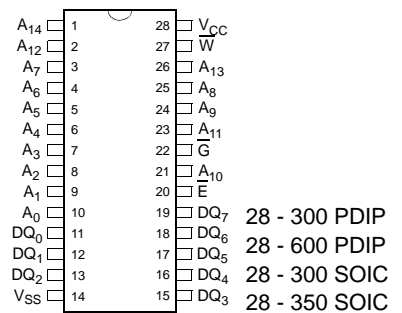 A14 1 28 VCC
A12 2 27 W̅
A7 3 26 A13
A6 4 25 A8
A5 5 24 A9
A4 6 23 A11
A3 7 22 G̅
A2 8 21 A10
A1 9 20 E̅
A0 10 19 DQ7 28 - 300 PDIP
DQ0 11 18 DQ6 28 - 600 PDIP
DQ1 12 17 DQ5
DQ2 13 16 DQ4 28 - 300 SOIC
VSS 14 15 DQ3 28 - 350 SOIC